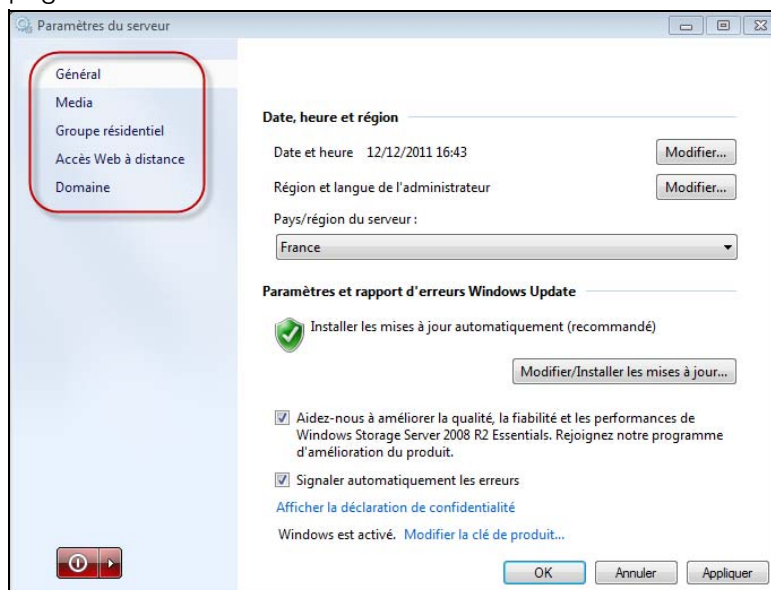 Paramètres du serveur
Général
Media
Groupe résidentiel
Accès Web à distance
Domaine
Date, heure et région
Date et heure 12/12/2011 16:43
Modifier...
Région et langue de l'administrateur
Modifier...
Pays/région du serveur :
France
Paramètres et rapport d'erreurs Windows Update
Installer les mises à jour automatiquement (recommandé)
Modifier/Installer les mises à jour...
Aidez-nous à améliorer la qualité, la fiabilité et les performances de
Windows Storage Server 2008 R2 Essentials. Rejoignez notre programme
d'amélioration du produit.
Signaler automatiquement les erreurs
Afficher la déclaration de confidentialité
Windows est activé. Modifier la clé de produit...
OK
Annuler
Appliquer